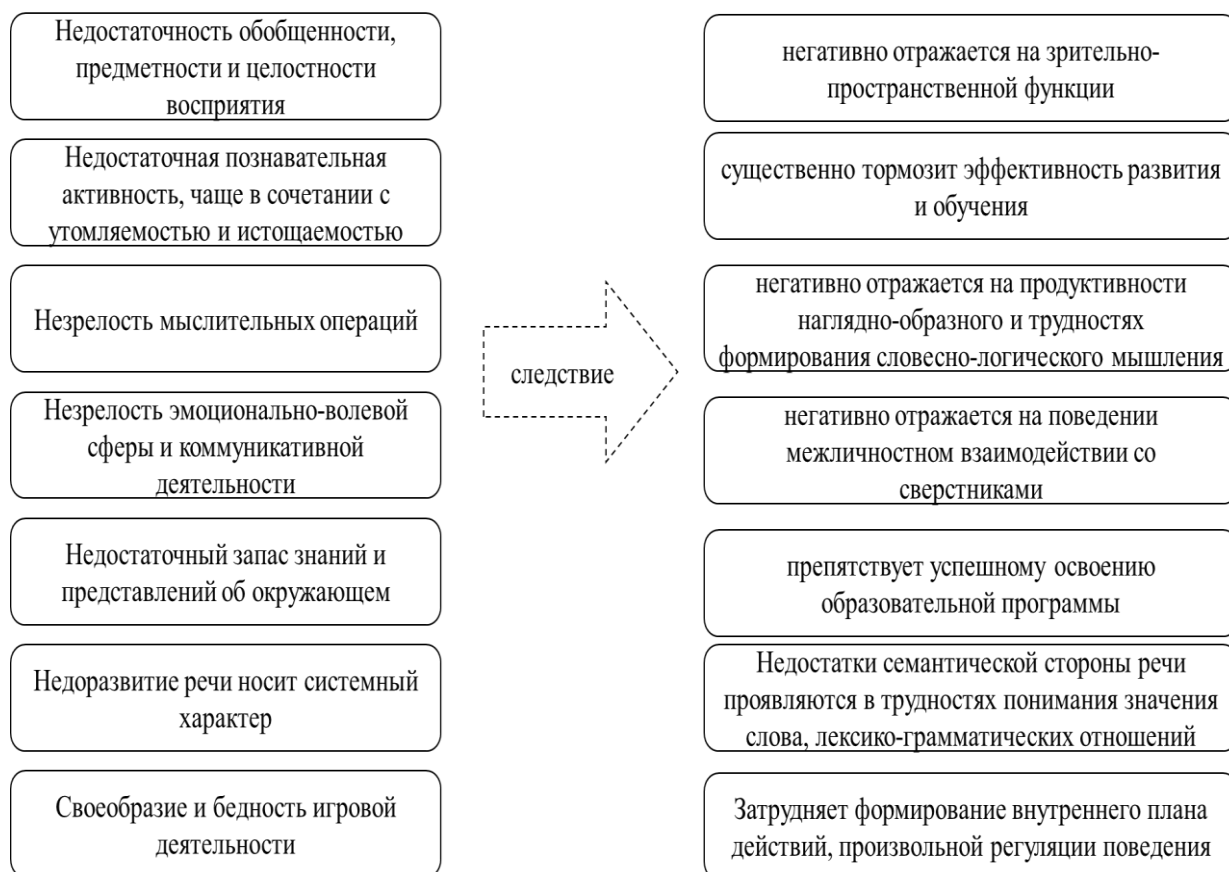 Недостаточность обобщенности,
предметности и целостности
восприятия
негативно отражается на зрительно-
пространственной функции
Недостаточная познавательная
активность, чаще в сочетании с
утомляемостью и истощаемостью
существенно тормозит эффективность развития
и обучения
Незрелость мыслительных операций
следствие
негативно отражается на продуктивности
наглядно-образного и трудностях
формирования словесно-логического мышления
Незрелость эмоционально-волевой
сферы и коммуникативной
деятельности
негативно отражается на поведении
межличностном взаимодействии со
сверстниками
Недостаточный запас знаний и
представлений об окружающем
препятствует успешному освоению
образовательной программы
Недоразвитие речи носит системный
характер
Недостатки семантической стороны речи
проявляются в трудностях понимания значения
слова, лексико-грамматических отношений
Своеобразие и бедность игровой
деятельности
Затрудняет формирование внутреннего плана
действий, произвольной регуляции поведения